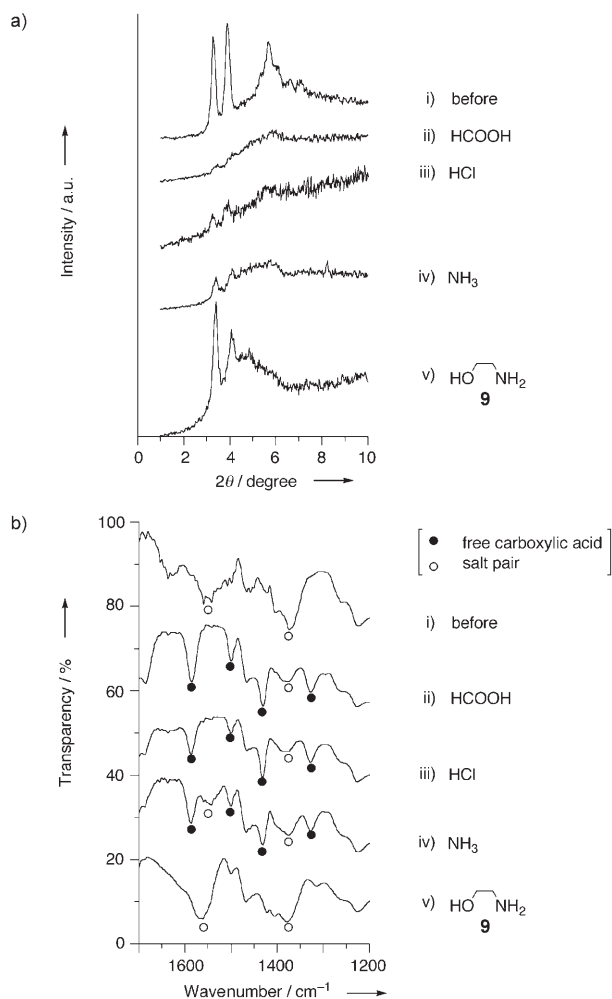 a)
Intensity / a.u.
i) before
ii) HCOOH
iii) HCl
iv) NH3
v) HO NH2
9
0 2 4 6 8 10
2θ / degree
b)
Transparency / %
100
80
60
40
20
0
● free carboxylic acid
○ salt pair
i) before
ii) HCOOH
iii) HCl
iv) NH3
v) HO NH2
9
1600 1400 1200
Wavenumber / cm–1